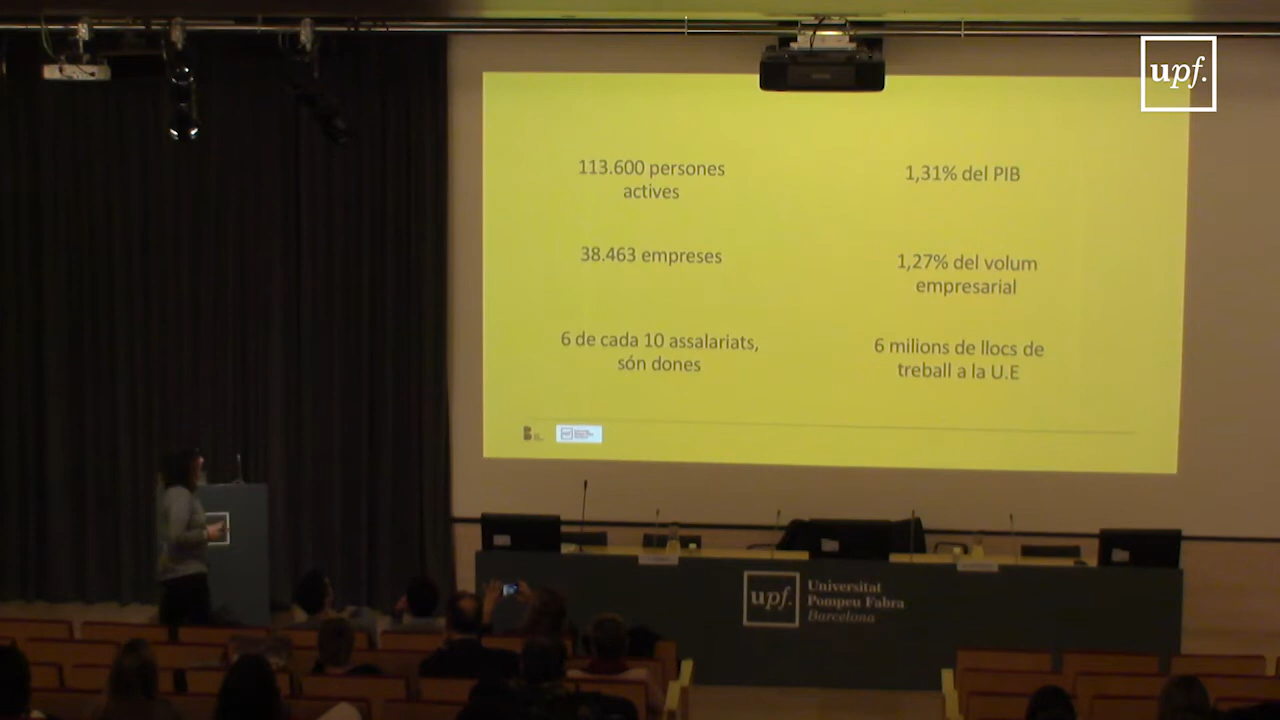 upf.
113.600 persones
actives
1,31% del PIB
38.463 empreses
1,27% del volum
empresarial
6 de cada 10 assalariats,
són dones
6 milions de llocs de
treball a la U.E
upf.
Universitat
Pompeu Fabra
Barcelona